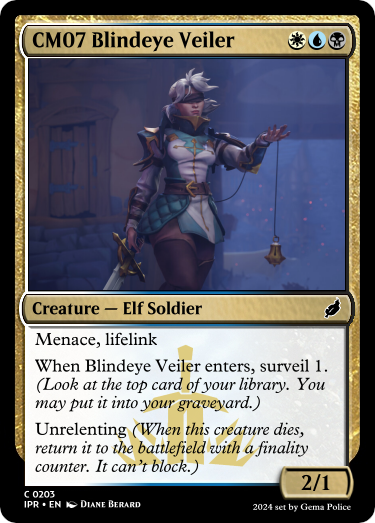 CM07 Blindeye Veiler
Creature — Elf Soldier
Menace, lifelink
When Blindeye Veiler enters, surveil 1.
(Look at the top card of your library. You
may put it into your graveyard.)
Unrelenting (When this creature dies,
return it to the battlefield with a finality
counter. It can't block.)
2/1
C 0203
IPR • EN DIANE BERARD
2024 set by Gema Police